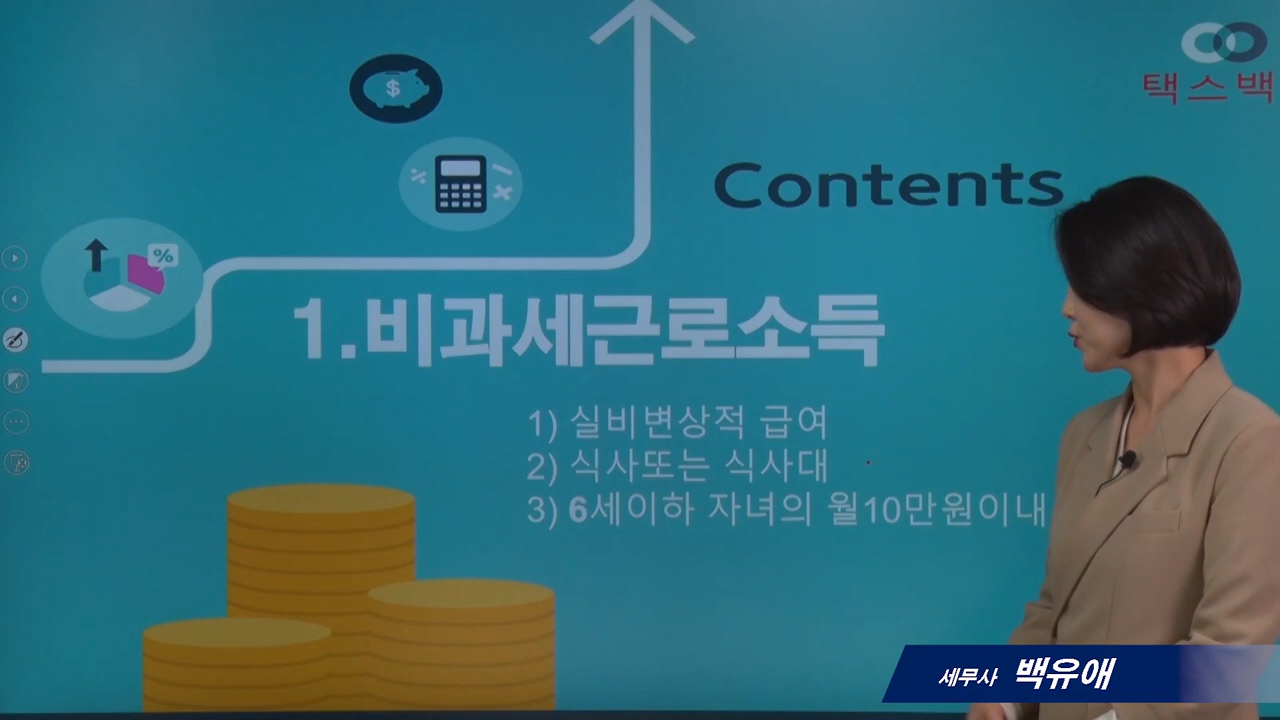 택스백
Contents
1.비과세근로소득
1) 실비변상적 급여
2) 식사또는 식사대
3) 6세이하 자녀의 월10만원이내
세무사 백유애